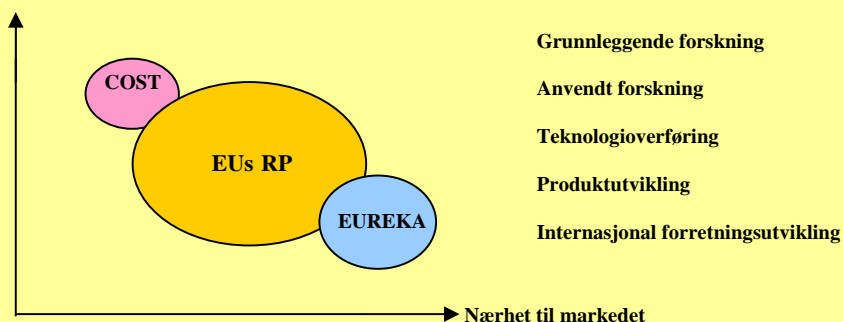 COST
EUs RP
EUREKA
Nærhet til markedet
Grunnleggende forskning
Anvendt forskning
Teknologioverføring
Produktutvikling
Internasjonal forretningsutvikling